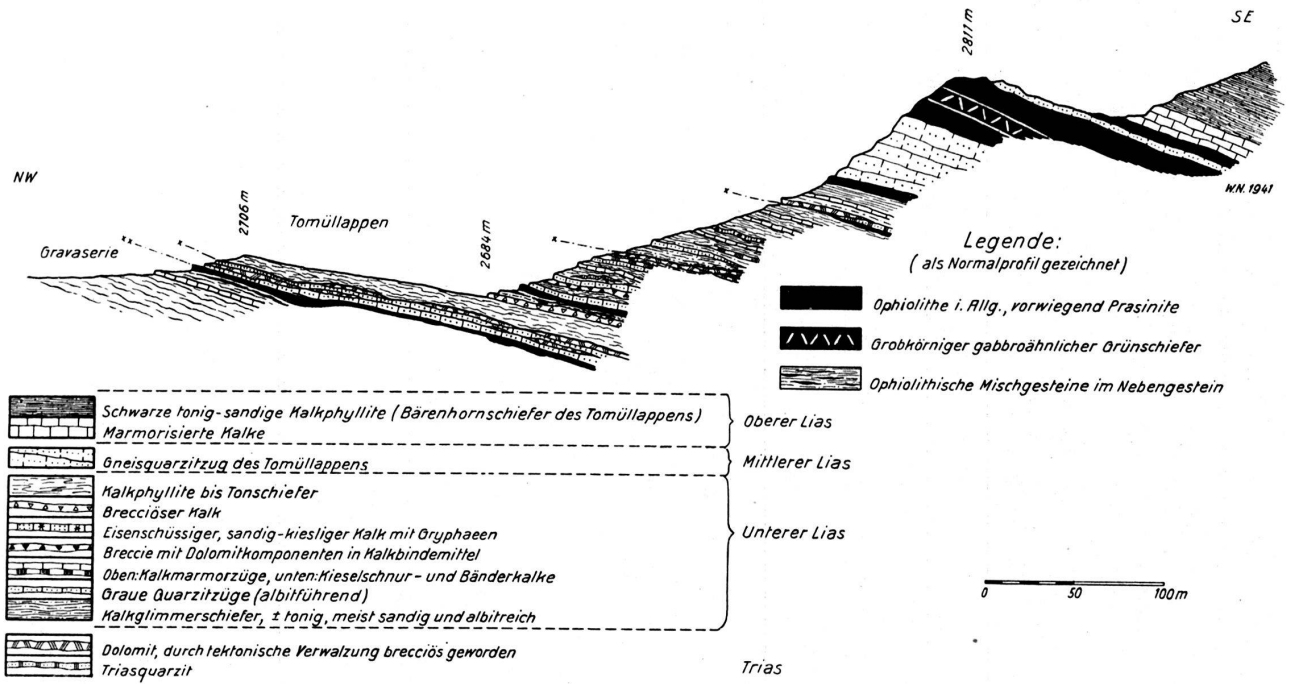 SE
2811 m
NW
2706 m
Tomüllappen
2684 m
Gravaserie
x x
x
x
x
W.N. 1941
Legende:
( als Normalprofil gezeichnet)
Ophiolithe i. Allg., vorwiegend Prasinite
Grobkörniger gabbroähnlicher Grünschiefer
Ophiolithische Mischgesteine im Nebengestein
Schwarze tonig-sandige Kalkphyllite (Bärenhornschiefer des Tomüllappens)
Marmorisierte Kalke
Oberer Lias
Gneisquarzitzug des Tomüllappens
Mittlerer Lias
Kalkphyllite bis Tonschiefer
Brecciöser Kalk
Eisenschüssiger, sandig-kiesliger Kalk mit Gryphaeen
Breccie mit Dolomitkomponenten in Kalkbindemittel
Oben:Kalkmarmorzüge, unten:Kieselschnur- und Bänderkalke
Graue Quarzitzüge (albitführend)
Kalkglimmerschiefer, ± tonig, meist sandig und albitreich
Unterer Lias
Dolomit, durch tektonische Verwalzung brecciös geworden
Triasquarzit
Trias
0 50 100 m